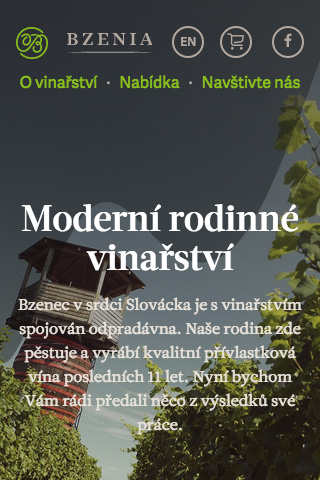 BZENIA
EN
O vinařství • Nabídka • Navštivte nás
Moderní rodinné
vinařství
Bzenec v srdci Slovácka je s vinařstvím
spojován odpradávna. Naše rodina zde
pěstuje a vyrábí kvalitní přívlastková
vína posledních 11 let. Nyní bychom
Vám rádi předali něco z výsledků své
práce.